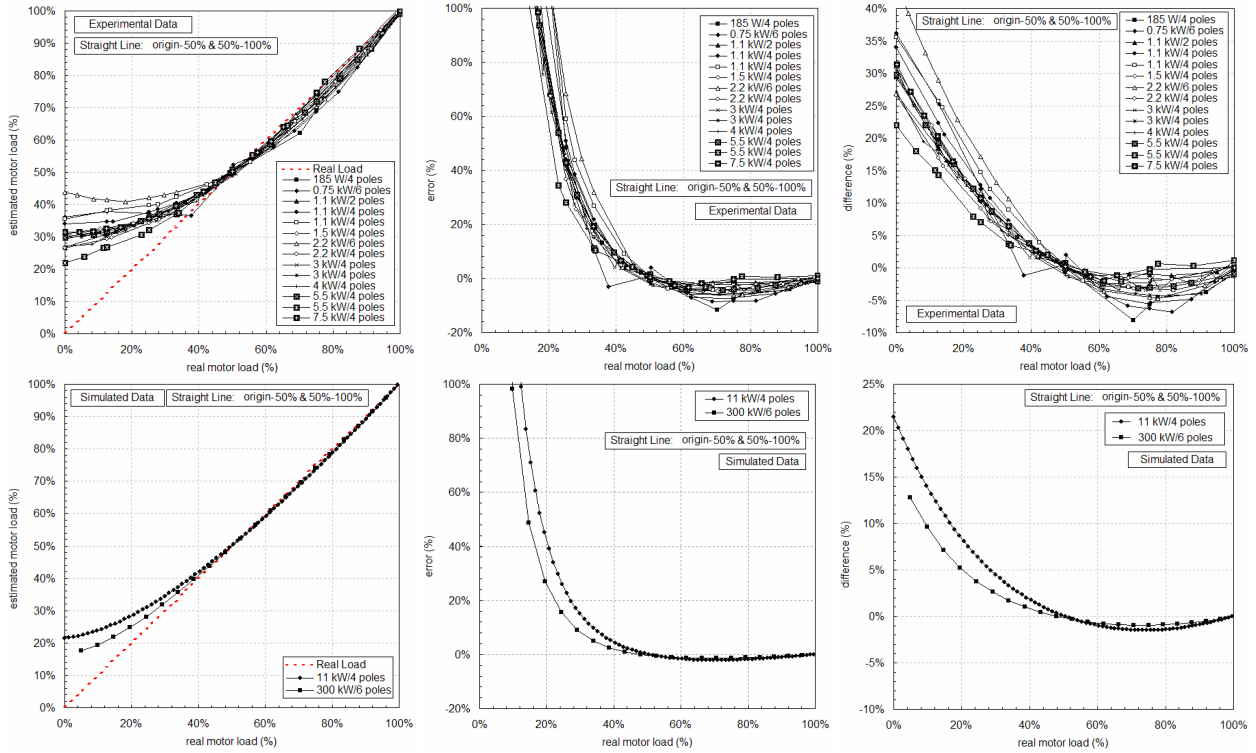 Experimental Data
Straight Line: origin-50% & 50%-100%
100%
90%
80%
70%
60%
50%
40%
30%
20%
10%
0%
estimated motor load (%)
Real Load
185 W/4 poles
0.75 kW/6 poles
1.1 kW/2 poles
1.1 kW/4 poles
1.1 kW/4 poles
1.5 kW/4 poles
2.2 kW/6 poles
2.2 kW/4 poles
3 kW/4 poles
3 kW/4 poles
4 kW/4 poles
5.5 kW/4 poles
5.5 kW/4 poles
7.5 kW/4 poles
0% 20% 40% 60% 80% 100%
real motor load (%)
100%
80%
60%
40%
20%
0%
-20%
error (%)
185 W/4 poles
0.75 kW/6 poles
1.1 kW/2 poles
1.1 kW/4 poles
1.1 kW/4 poles
1.5 kW/4 poles
2.2 kW/6 poles
2.2 kW/4 poles
3 kW/4 poles
3 kW/4 poles
4 kW/4 poles
5.5 kW/4 poles
5.5 kW/4 poles
7.5 kW/4 poles
Straight Line: origin-50% & 50%-100%
Experimental Data
0% 20% 40% 60% 80% 100%
real motor load (%)
40%
35%
30%
25%
20%
15%
10%
5%
0%
-5%
-10%
difference (%)
Straight Line: origin-50% & 50%-100%
185 W/4 poles
0.75 kW/6 poles
1.1 kW/2 poles
1.1 kW/4 poles
1.1 kW/4 poles
1.5 kW/4 poles
2.2 kW/6 poles
2.2 kW/4 poles
3 kW/4 poles
3 kW/4 poles
4 kW/4 poles
5.5 kW/4 poles
5.5 kW/4 poles
7.5 kW/4 poles
Experimental Data
0% 20% 40% 60% 80% 100%
real motor load (%)
Simulated Data
Straight Line: origin-50% & 50%-100%
100%
90%
80%
70%
60%
50%
40%
30%
20%
10%
0%
estimated motor load (%)
Real Load
11 kW/4 poles
300 kW/6 poles
0% 20% 40% 60% 80% 100%
real motor load (%)
100%
80%
60%
40%
20%
0%
-20%
error (%)
11 kW/4 poles
300 kW/6 poles
Straight Line: origin-50% & 50%-100%
Simulated Data
0% 20% 40% 60% 80% 100%
real motor load (%)
25%
20%
15%
10%
5%
0%
-5%
-10%
difference (%)
Straight Line: origin-50% & 50%-100%
11 kW/4 poles
300 kW/6 poles
Simulated Data
0% 20% 40% 60% 80% 100%
real motor load (%)